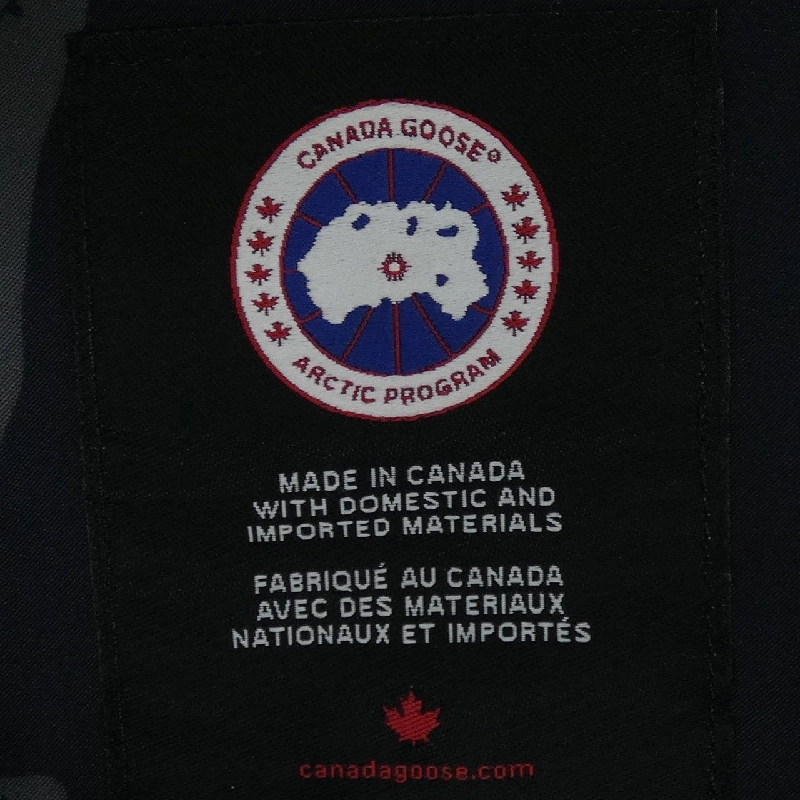 CANADA GOOSE®
ARCTIC PROGRAM
MADE IN CANADA
WITH DOMESTIC AND
IMPORTED MATERIALS
FABRIQUÉ AU CANADA
AVEC DES MATERIAUX
NATIONAUX ET IMPORTÉS
canadagoose.com